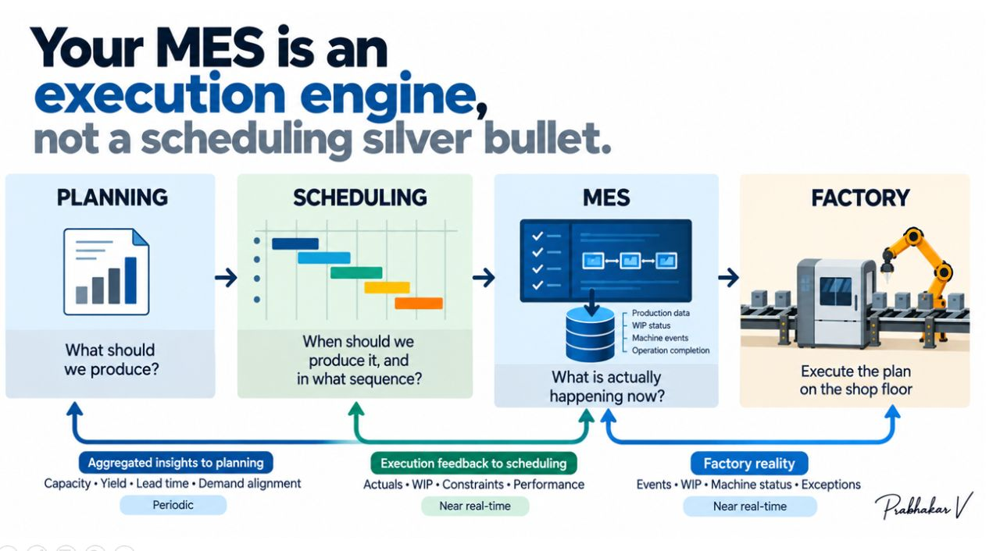 Your MES is an
execution engine,
not a scheduling silver bullet.
PLANNING
What should
we produce?
SCHEDULING
When should we
produce it, and
in what sequence?
MES
Production data
WIP status
Machine events
Operation completion
What is actually
happening now?
FACTORY
Execute the plan
on the shop floor
Aggregated insights to planning
Capacity • Yield • Lead time • Demand alignment
Periodic
Execution feedback to scheduling
Actuals • WIP • Constraints • Performance
Near real-time
Factory reality
Events • WIP • Machine status • Exceptions
Near real-time
Prabhakar V